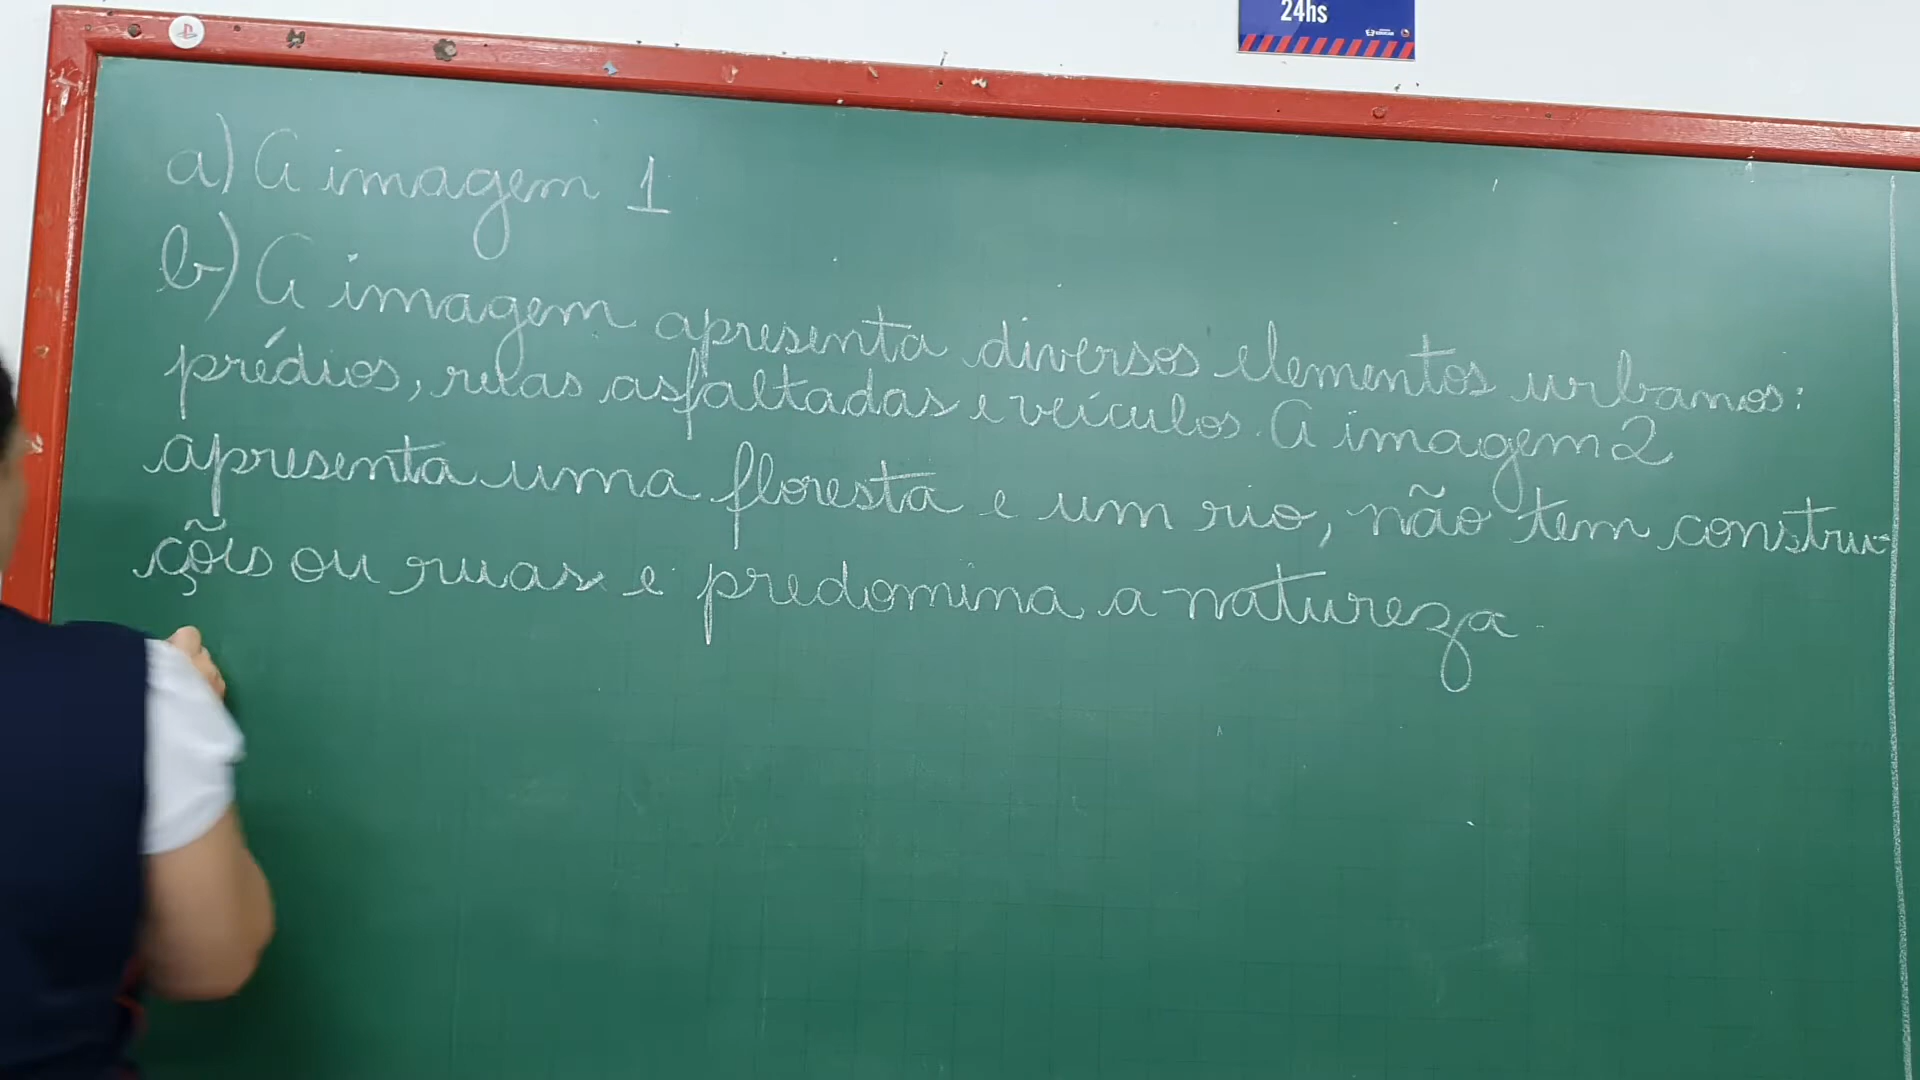 24hs
a) A imagem 1
b) A imagem apresenta diversos elementos urbanos:
prédios, ruas asfaltadas e veículos. A imagem 2
apresenta uma floresta e um rio, não tem constru-
ções ou ruas e predomina a natureza.